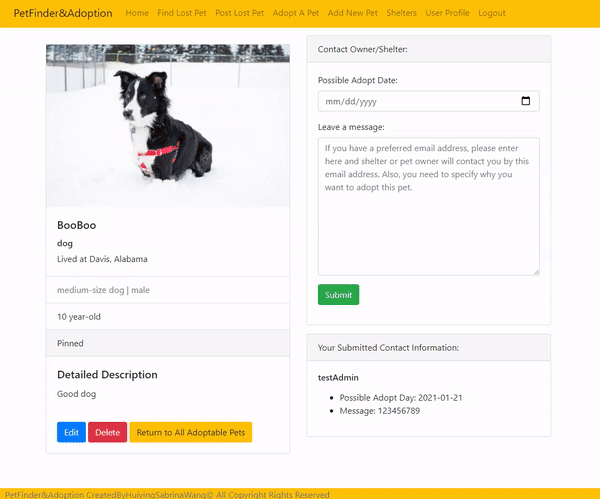 PetFinder&Adoption Home Find Lost Pet Post Lost Pet Adopt A Pet Add New Pet Shelters User Profile Logout
BooBoo
dog
Lived at Davis, Alabama
medium-size dog | male
10 year-old
Pinned
Detailed Description
Good dog
Edit Delete Return to All Adoptable Pets
Contact Owner/Shelter:
Possible Adopt Date:
mm/dd/yyyy
Leave a message:
If you have a preferred email address, please enter
here and shelter or pet owner will contact you by this
email address. Also, you need to specify why you
want to adopt this pet.
Submit
Your Submitted Contact Information:
testAdmin
Possible Adopt Day: 2021-01-21
Message: 123456789
PetFinder&Adoption CreatedByHuiyingSabrinaWang© All Copyright Rights Reserved